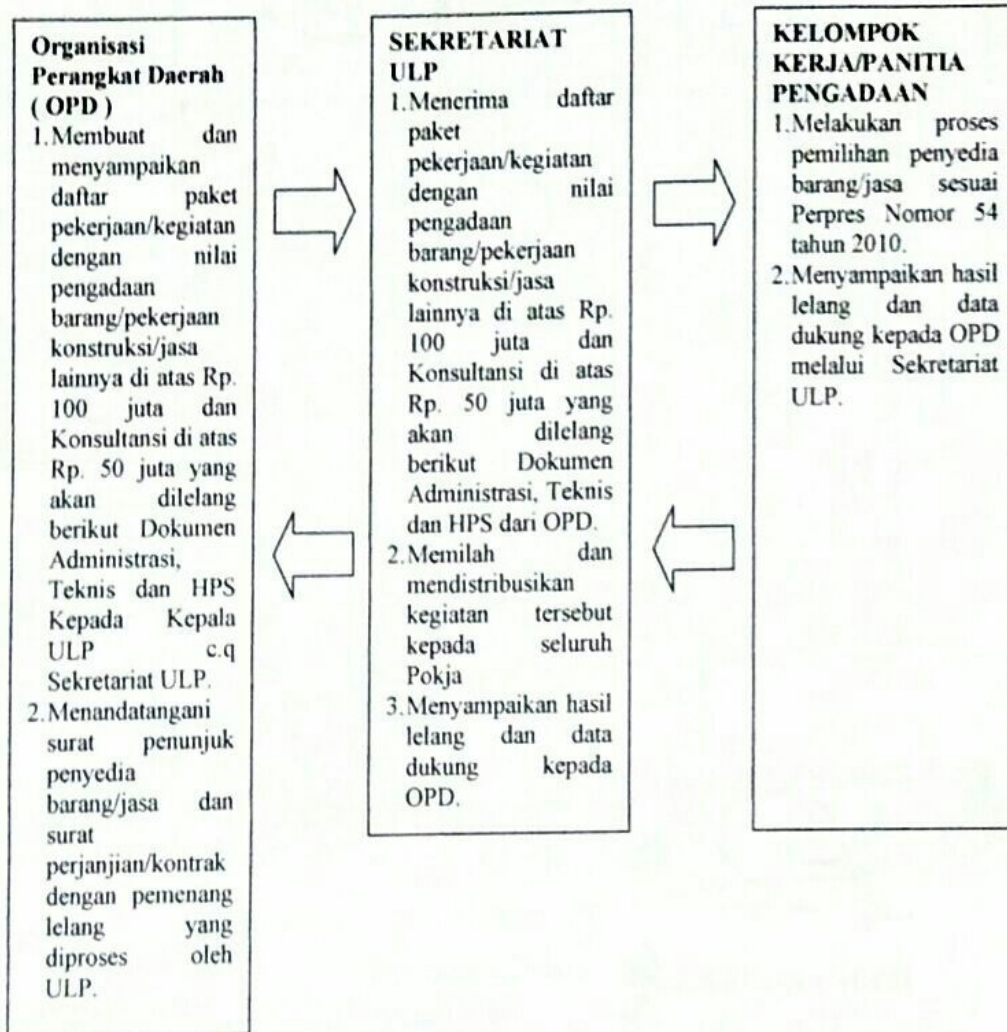 Organisasi
Perangkat Daerah
( OPD )
1. Membuat dan
menyampaikan
daftar paket
pekerjaan/kegiatan
dengan nilai
pengadaan
barang/pekerjaan
konstruksi/jasa
lainnya di atas Rp.
100 juta dan
Konsultansi di atas
Rp. 50 juta yang
akan dilelang
berikut Dokumen
Administrasi,
Teknis dan HPS
Kepada Kepala
ULP c.q
Sekretariat ULP.
2. Menandatangani
surat penunjuk
penyedia
barang/jasa dan
surat
perjanjian/kontrak
dengan pemenang
lelang yang
diproses oleh
ULP.
SEKRETARIAT
ULP
1. Menerima daftar
paket
pekerjaan/kegiatan
dengan nilai
pengadaan
barang/pekerjaan
konstruksi/jasa
lainnya di atas Rp.
100 juta dan
Konsultansi di atas
Rp. 50 juta yang
akan dilelang
berikut Dokumen
Administrasi, Teknis
dan HPS dari OPD.
2. Memilah dan
mendistribusikan
kegiatan tersebut
kepada seluruh
Pokja
3. Menyampaikan hasil
lelang dan data
dukung kepada
OPD.
KELOMPOK
KERJA/PANITIA
PENGADAAN
1. Melakukan proses
pemilihan penyedia
barang/jasa sesuai
Perpres Nomor 54
tahun 2010.
2. Menyampaikan hasil
lelang dan data
dukung kepada OPD
melalui Sekretariat
ULP.